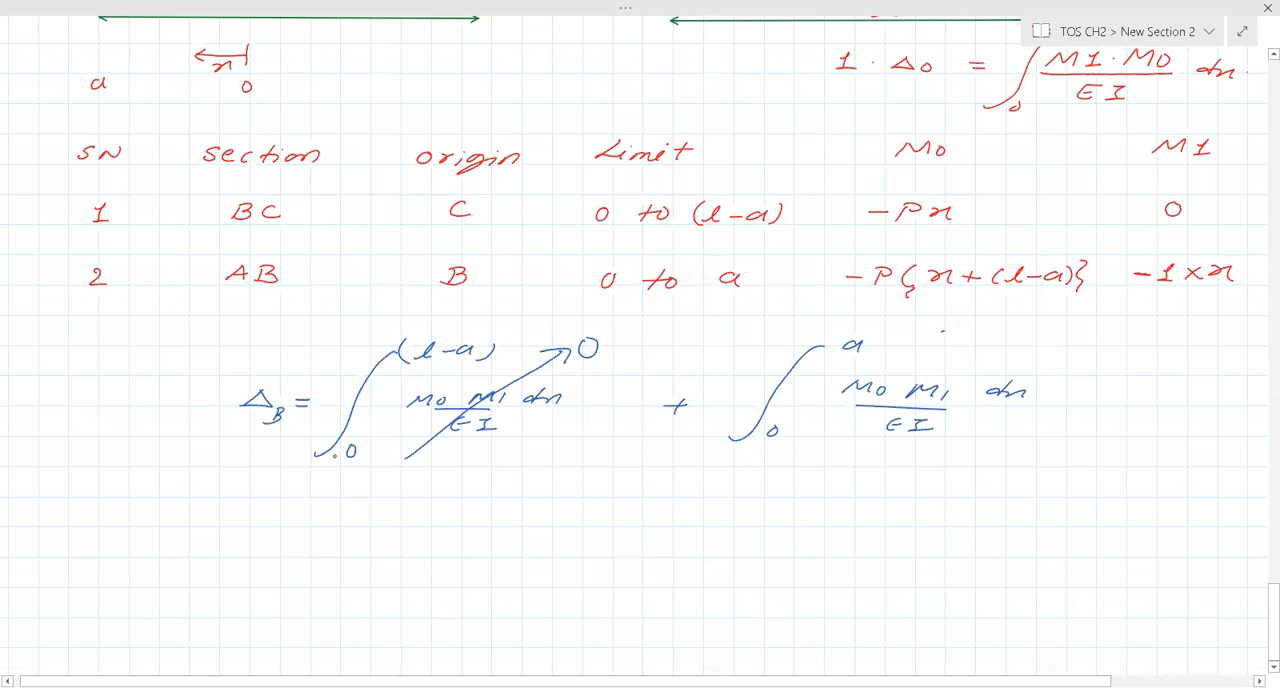 TOS CH2 > New Section 2
x
a
0
1 · Δ0 = ∫0 M1 · M0 / EI dx
SN section origin Limit M0 M1
1 BC C 0 to (l-a) -Px 0
2 AB B 0 to a -P{x+(l-a)} -1×x
ΔB = ∫0 (l-a) M0 M1 / EI dx 0 + ∫0 a M0 M1 / EI dx